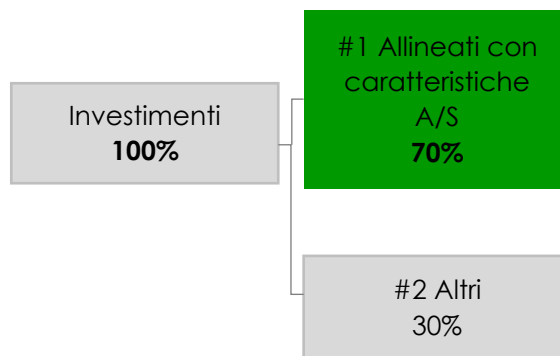 #1 Allineati con
caratteristiche
A/S
70%
Investimenti
100%
#2 Altri
30%